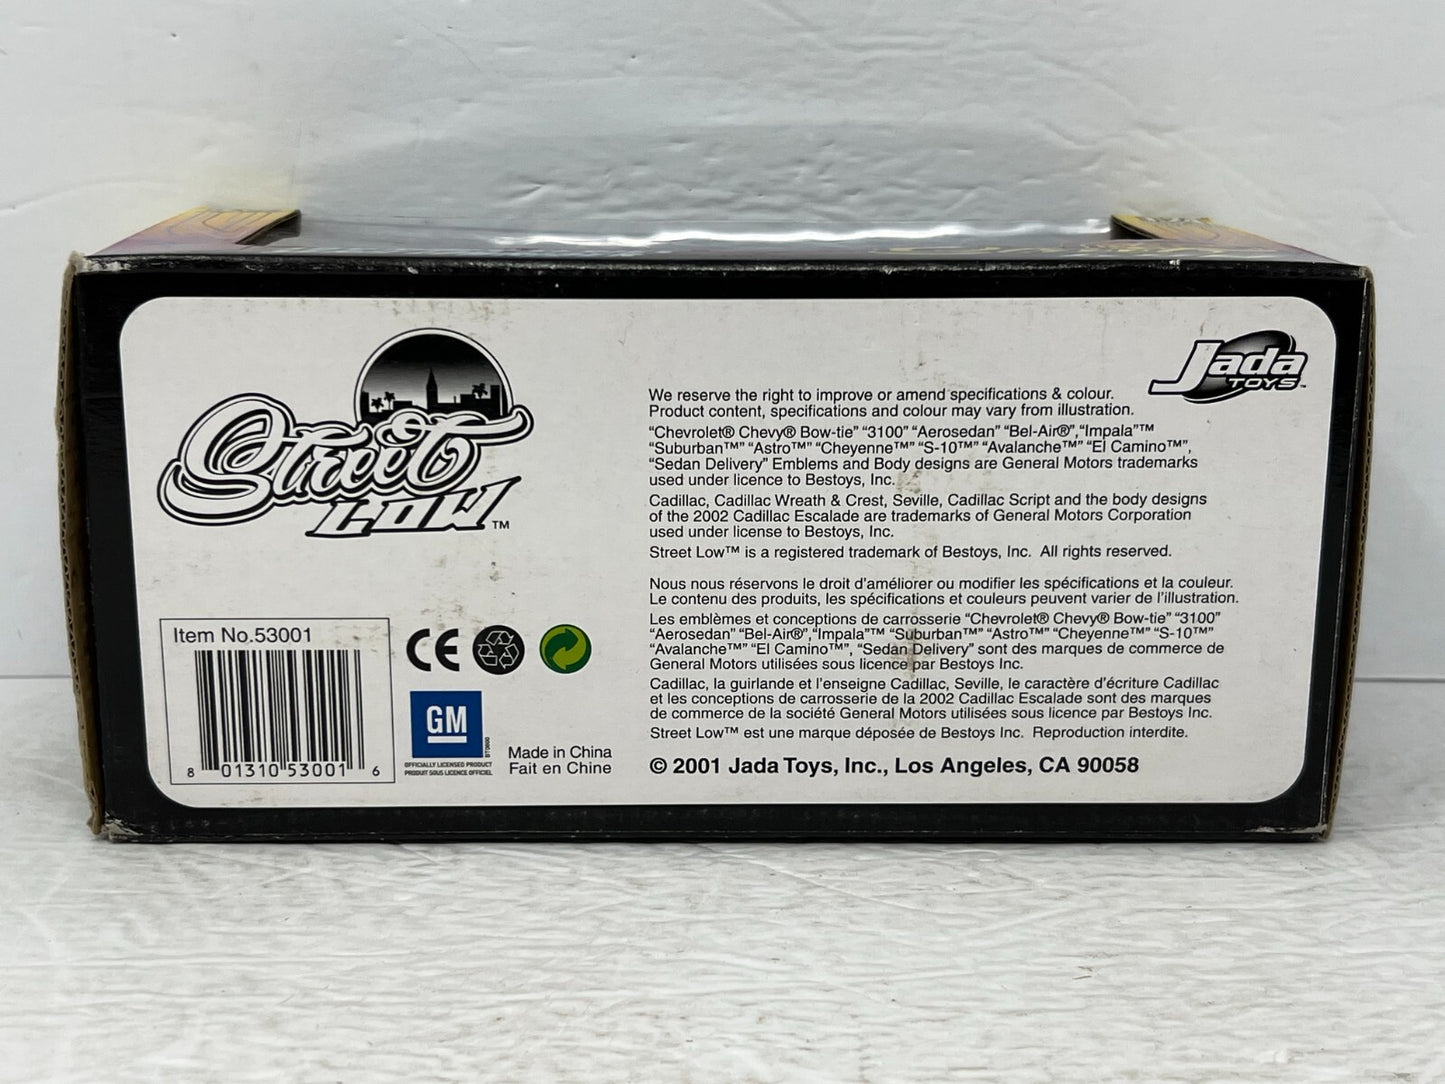 Street
LOW™
Jada
TOYS™
We reserve the right to improve or amend specifications & colour.
Product content, specifications and colour may vary from illustration.
“Chevrolet® Chevy® Bow-tie” “3100” “Aerosedan” “Bel-Air®”,“Impala”™
“Suburban™” “Astro™” “Cheyenne™” “S-10™” “Avalanche™” “El Camino™”,
“Sedan Delivery” Emblems and Body designs are General Motors trademarks
used under licence to Bestoys, Inc.
Cadillac, Cadillac Wreath & Crest, Seville, Cadillac Script and the body designs
of the 2002 Cadillac Escalade are trademarks of General Motors Corporation
used under license to Bestoys, Inc.
Street Low™ is a registered trademark of Bestoys, Inc. All rights reserved.
Nous nous réservons le droit d’améliorer ou modifier les spécifications et la couleur.
Le contenu des produits, les spécifications et couleurs peuvent varier de l’illustration.
Les emblèmes et conceptions de carrosserie “Chevrolet® Chevy® Bow-tie” “3100”
“Aerosedan” “Bel-Air®”,“Impala”™ “Suburban™” “Astro™” “Cheyenne™” “S-10™”
“Avalanche™” “El Camino™”, “Sedan Delivery” sont des marques de commerce de
General Motors utilisées sous licence par Bestoys Inc.
Cadillac, la guirlande et l’enseigne Cadillac, Seville, le caractère d’écriture Cadillac
et les conceptions de carrosserie de la 2002 Cadillac Escalade sont des marques
de commerce de la société General Motors utilisées sous licence par Bestoys Inc.
Street Low™ est une marque déposée de Bestoys Inc. Reproduction interdite.
© 2001 Jada Toys, Inc., Los Angeles, CA 90058
Item No.53001
8 01310 53001 6
CE
GM
OFFICIALLY LICENSED PRODUCT
PRODUIT SOUS LICENCE OFFICIEL
Made in China
Fait en Chine